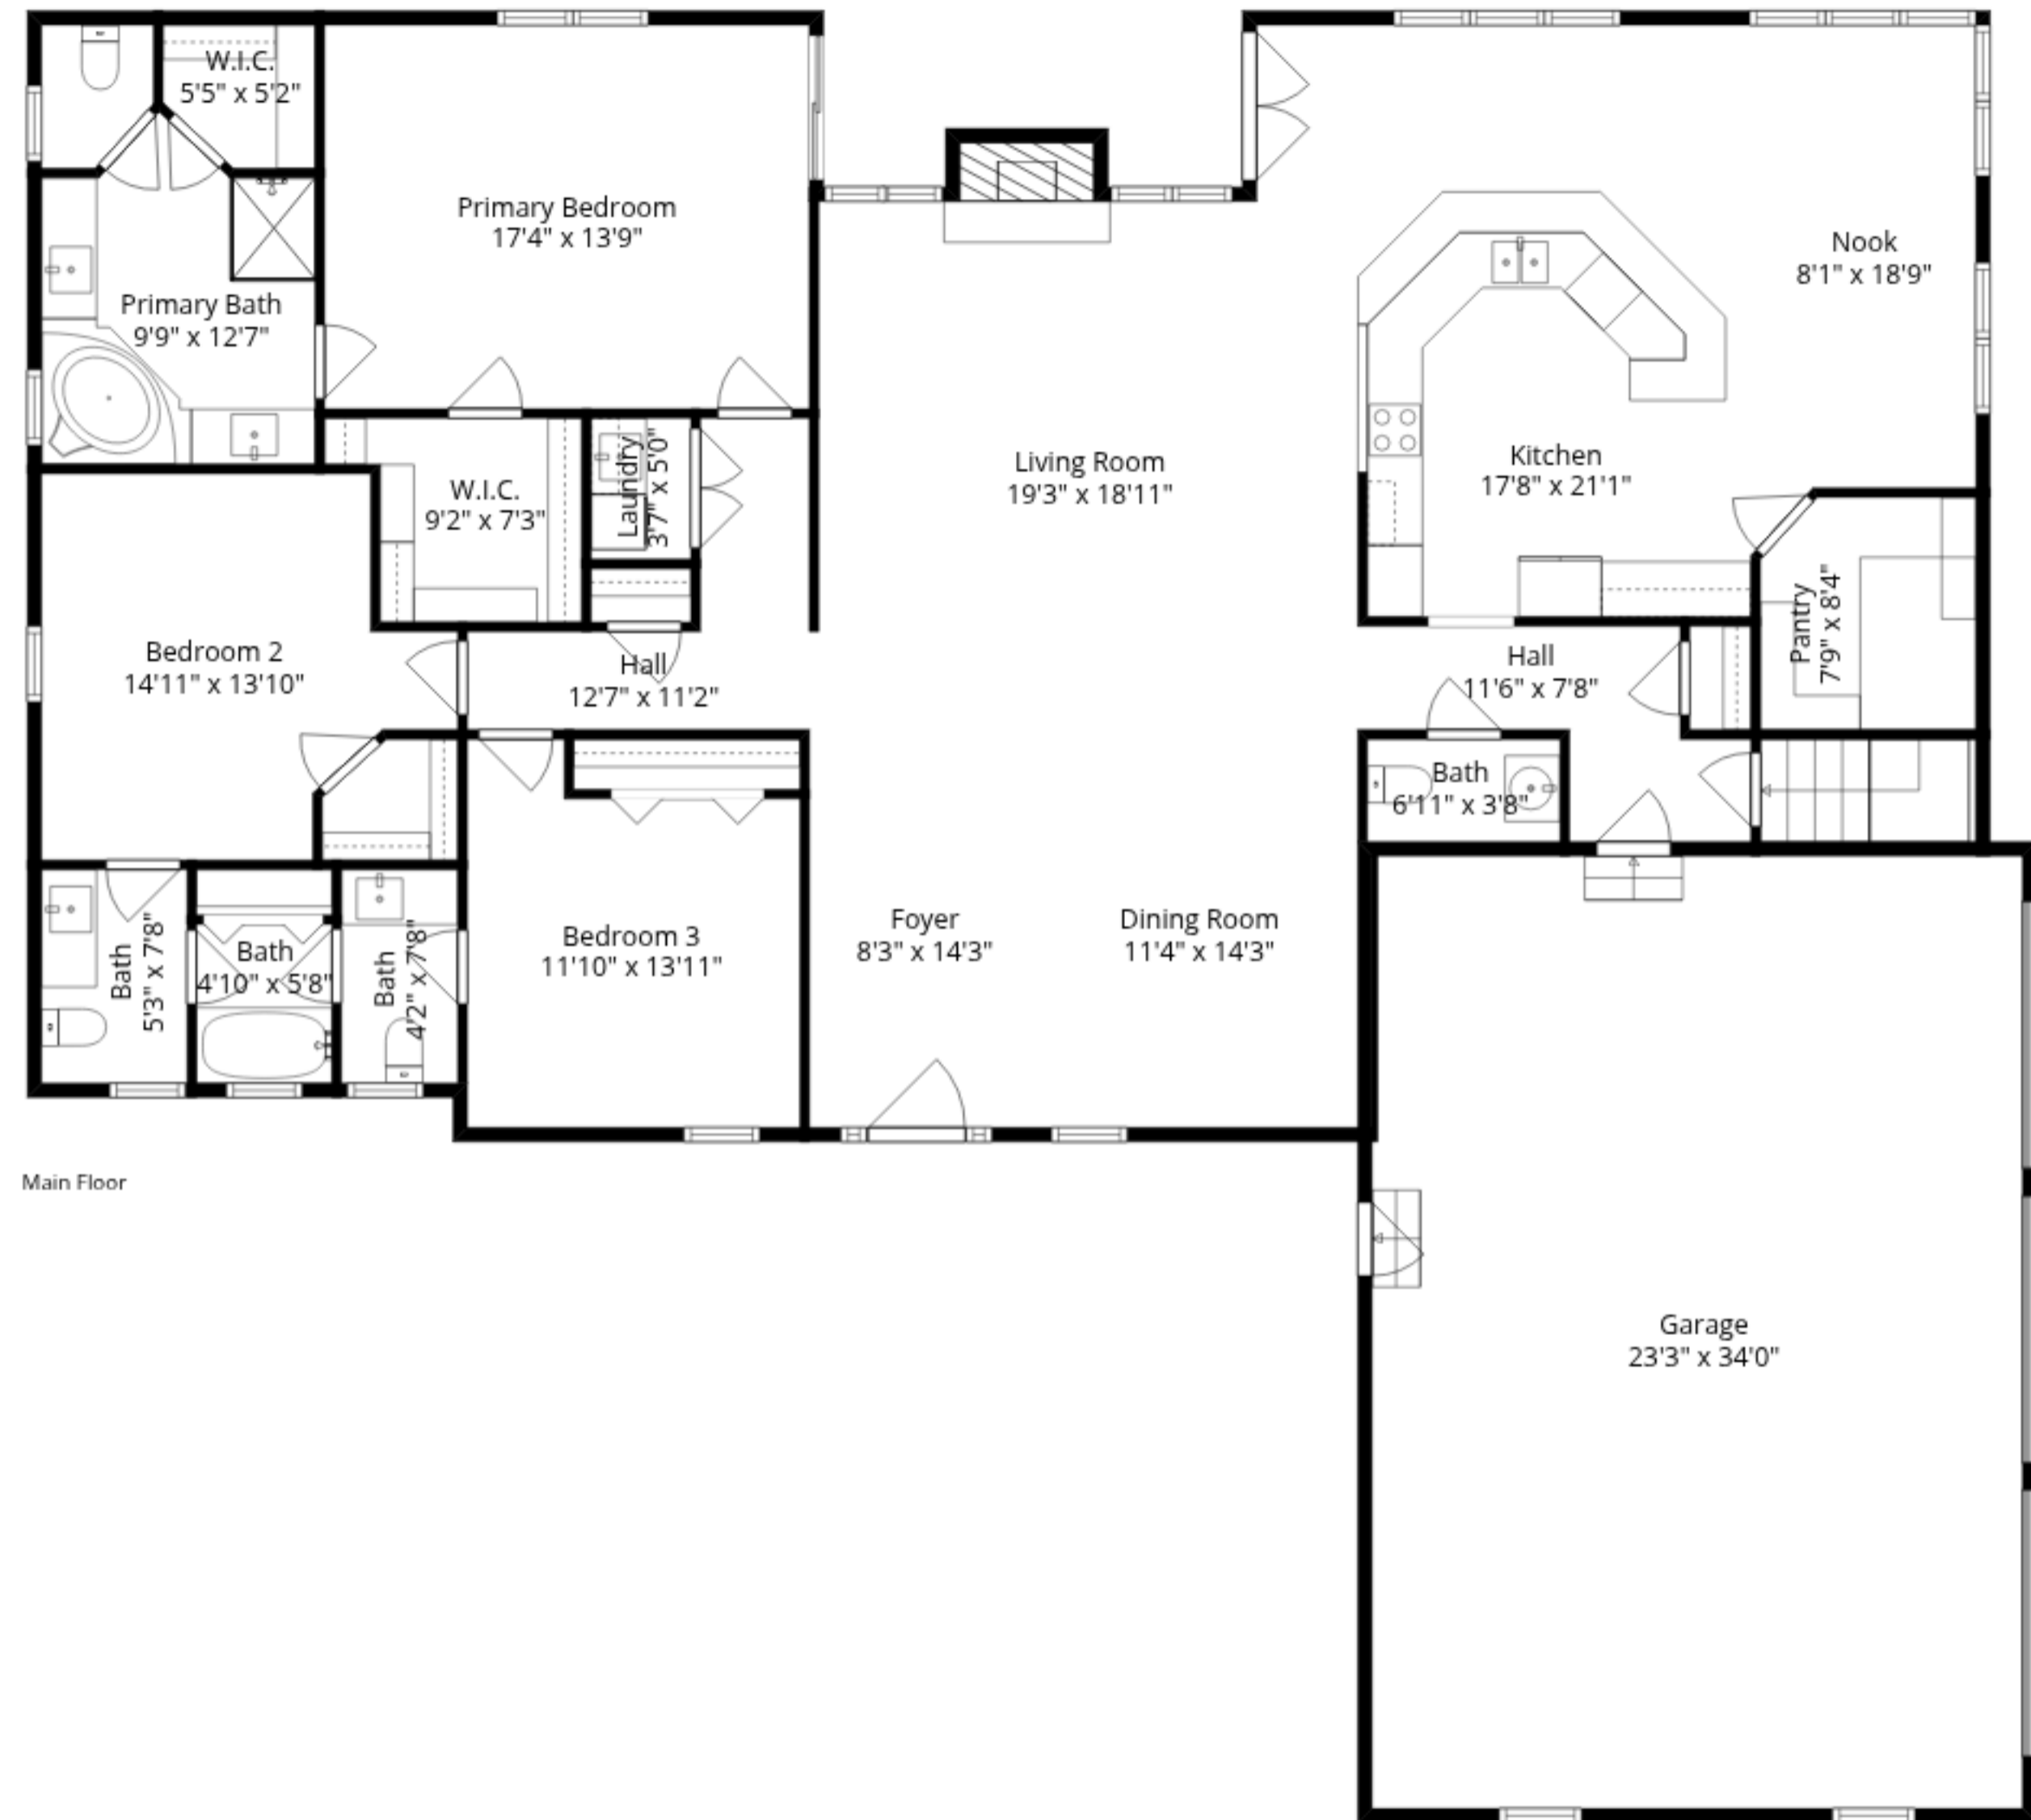 W.I.C.
5'5" x 5'2"
Primary Bedroom
17'4" x 13'9"
Nook
8'1" x 18'9"
Primary Bath
9'9" x 12'7"
Laundry
3'7" x 5'0"
Living Room
19'3" x 18'11"
Kitchen
17'8" x 21'1"
W.I.C.
9'2" x 7'3"
Pantry
7'9" x 8'4"
Bedroom 2
14'11" x 13'10"
Hall
12'7" x 11'2"
Hall
11'6" x 7'8"
Bath
6'11" x 3'8"
Bath
5'3" x 7'8"
Bath
4'10" x 5'8"
Bath
4'2" x 7'8"
Bedroom 3
11'10" x 13'11"
Foyer
8'3" x 14'3"
Dining Room
11'4" x 14'3"
Main Floor
Garage
23'3" x 34'0"